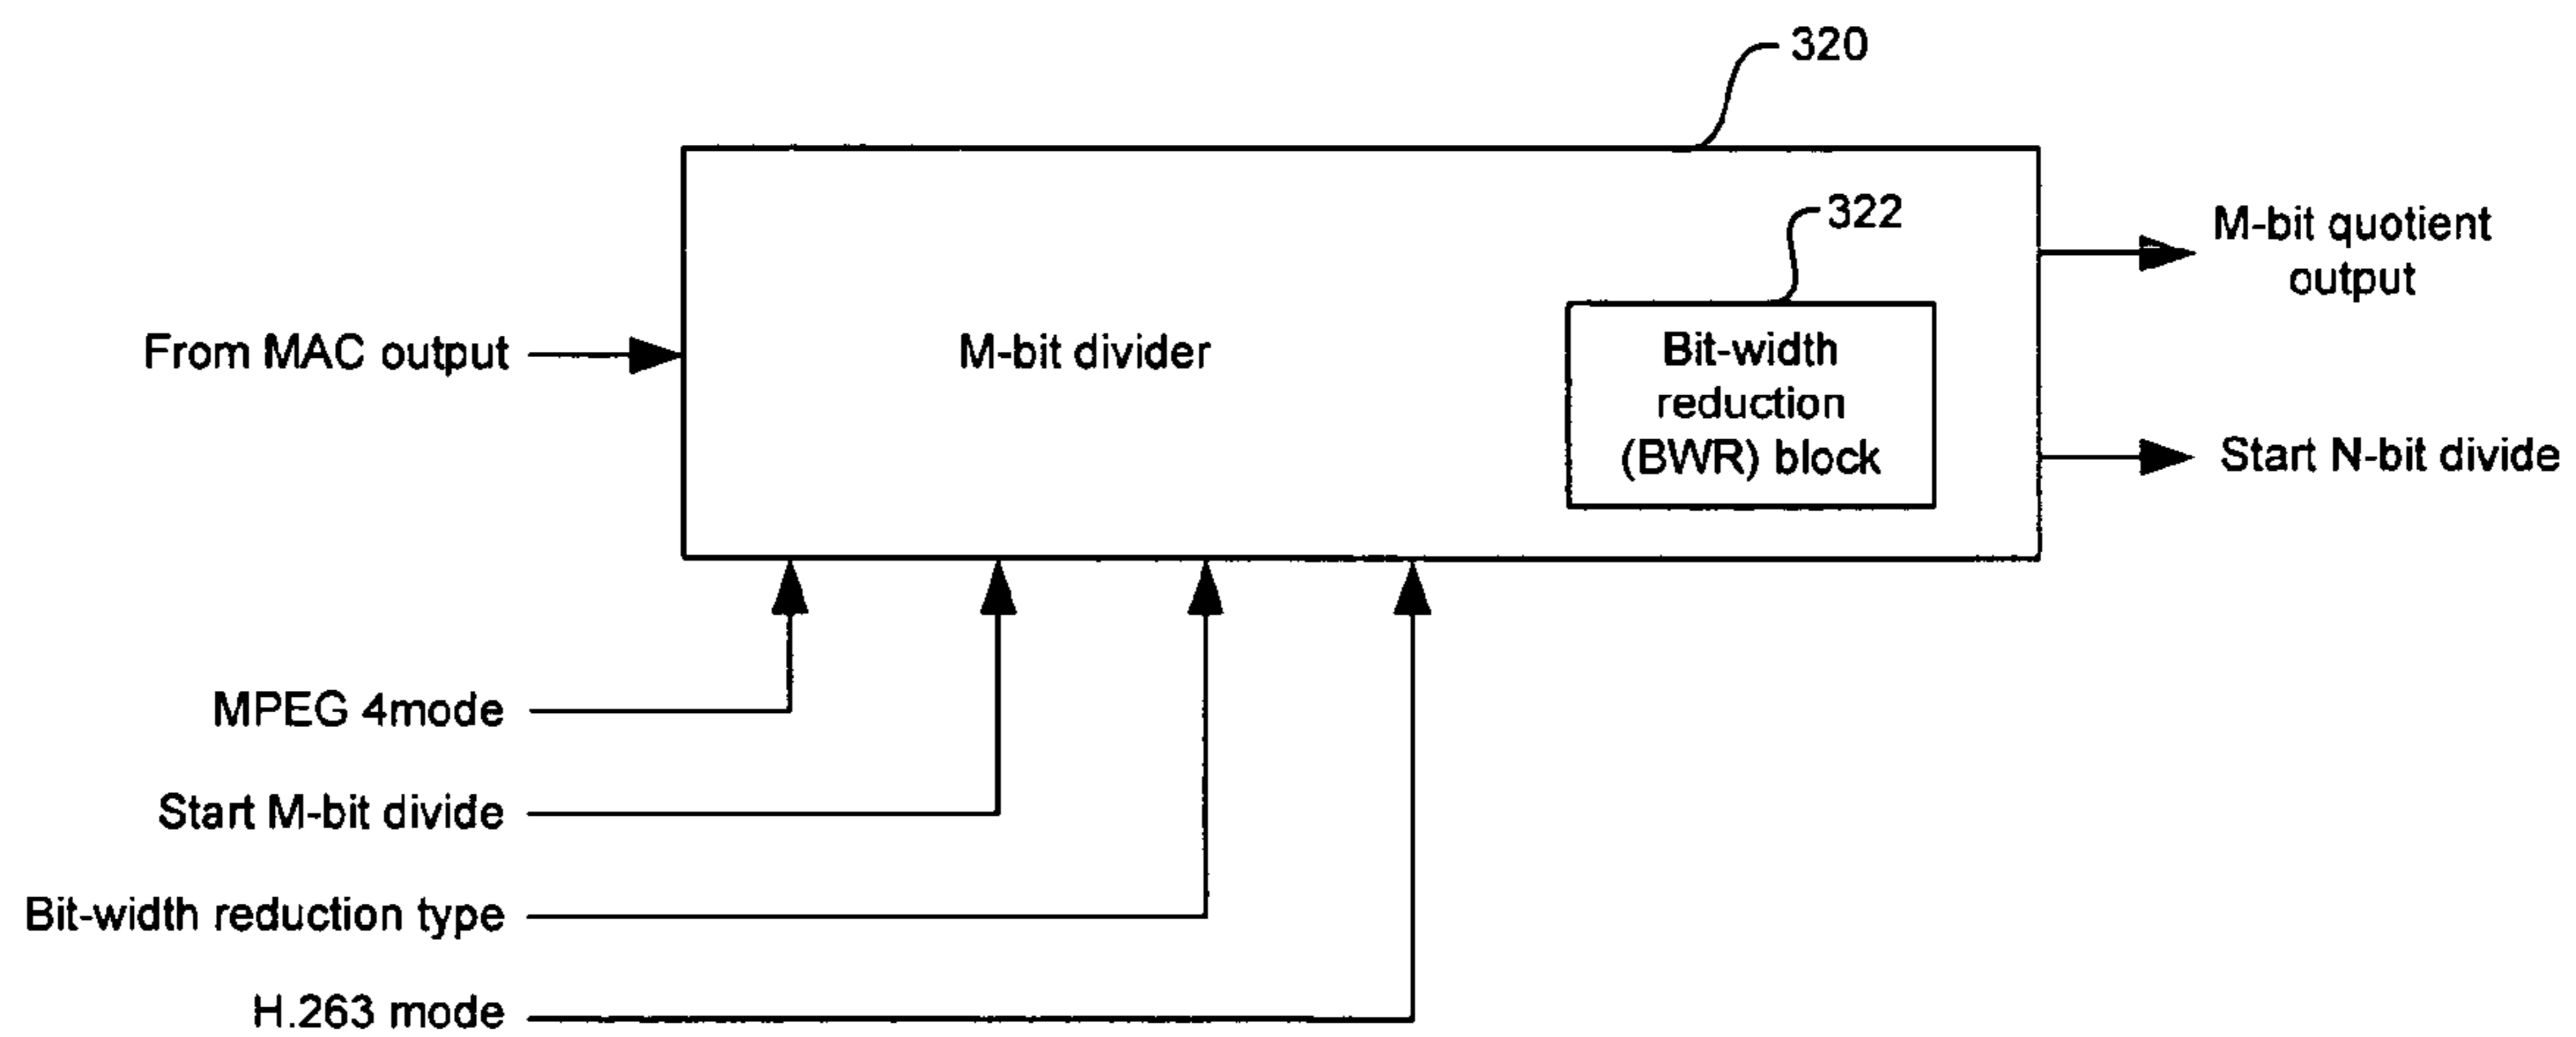 320
322
M-bit quotient
output
From MAC output
M-bit divider
Bit-width
reduction
(BWR) block
Start N-bit divide
MPEG 4mode
Start M-bit divide
Bit-width reduction type
H.263 mode